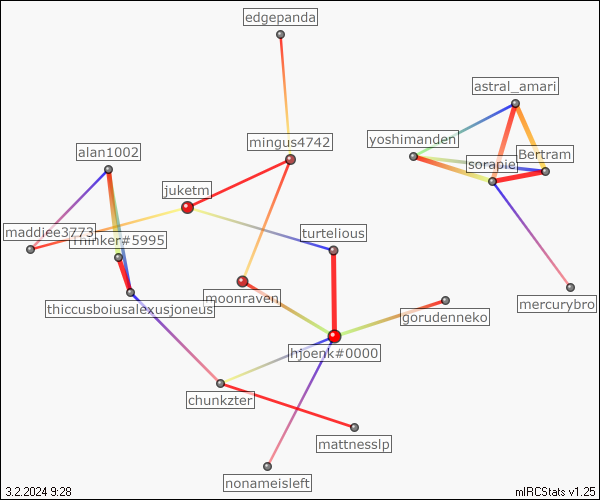 edgepanda
astral_amari
mingus4742
yoshimanden
alan1002
Bertram
sorapie
juketm
maddiee3773
Thinker#5995
turtelious
moonraven
mercurybro
thiccusboiusalexusjoneus
gorudenneko
hjoenk#0000
chunkzter
mattnesslp
nonameisleft
3.2.2024 9:28
mIRCStats v1.25